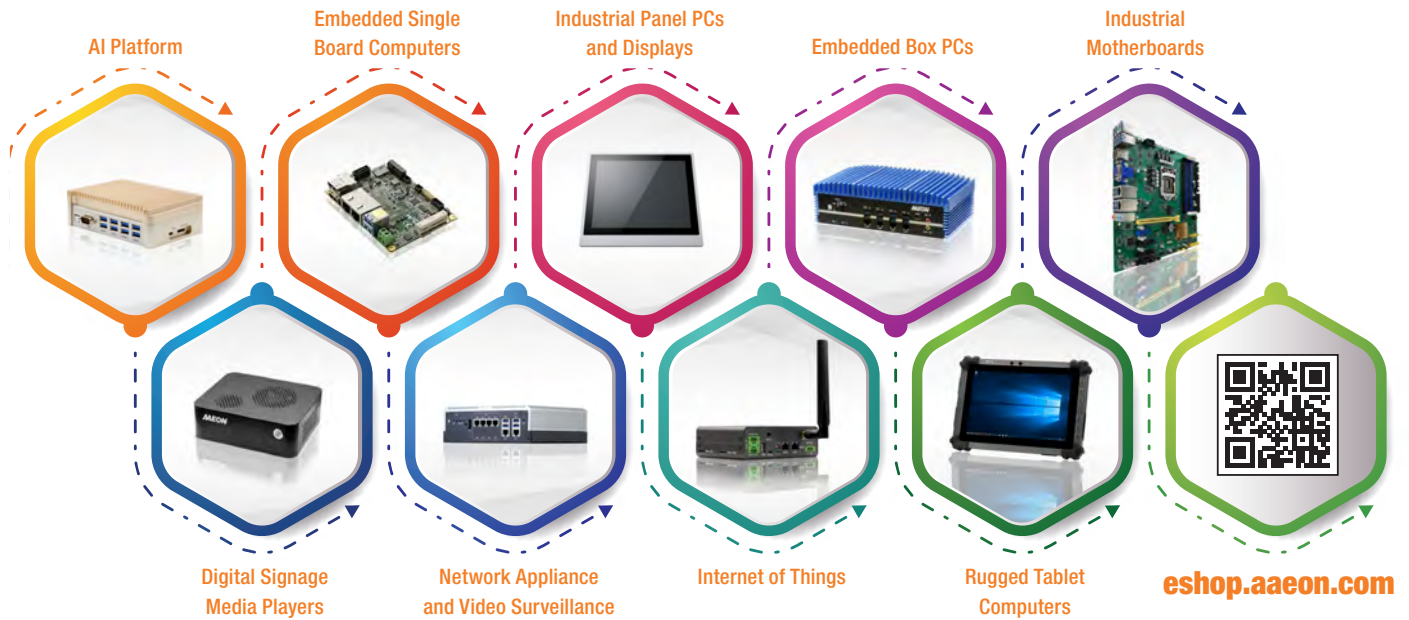 AI Platform
Embedded Single
Board Computers
Industrial Panel PCs
and Displays
Embedded Box PCs
Industrial
Motherboards
AAEON
AAEON
Digital Signage
Media Players
Network Appliance
and Video Surveillance
Internet of Things
Rugged Tablet
Computers
eshop.aaeon.com